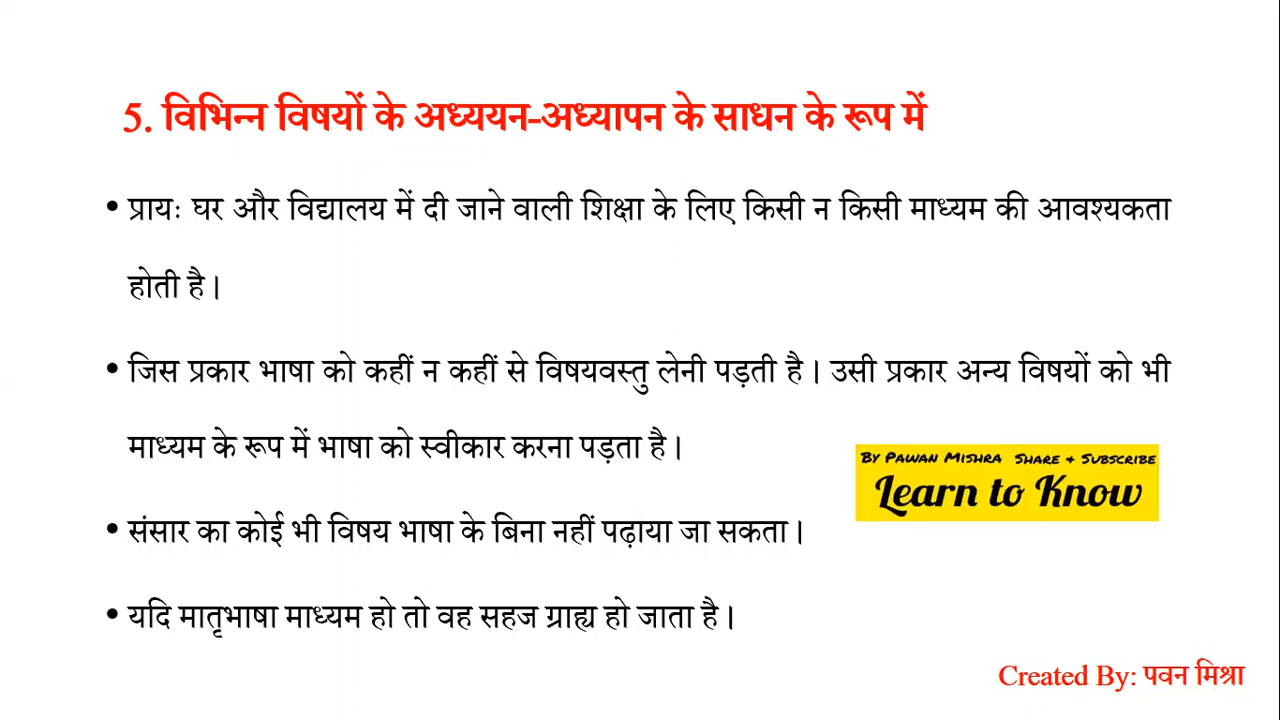 5. विभिन्न विषयों के अध्ययन-अध्यापन के साधन के रूप में
• प्रायः घर और विद्यालय में दी जाने वाली शिक्षा के लिए किसी न किसी माध्यम की आवश्यकता
होती है।
• जिस प्रकार भाषा को कहीं न कहीं से विषयवस्तु लेनी पड़ती है। उसी प्रकार अन्य विषयों को भी
माध्यम के रूप में भाषा को स्वीकार करना पड़ता है।
By Pawan Mishra Share & Subscribe
Learn to Know
• संसार का कोई भी विषय भाषा के बिना नहीं पढ़ाया जा सकता।
• यदि मातृभाषा माध्यम हो तो वह सहज ग्राह्य हो जाता है।
Created By: पवन मिश्रा